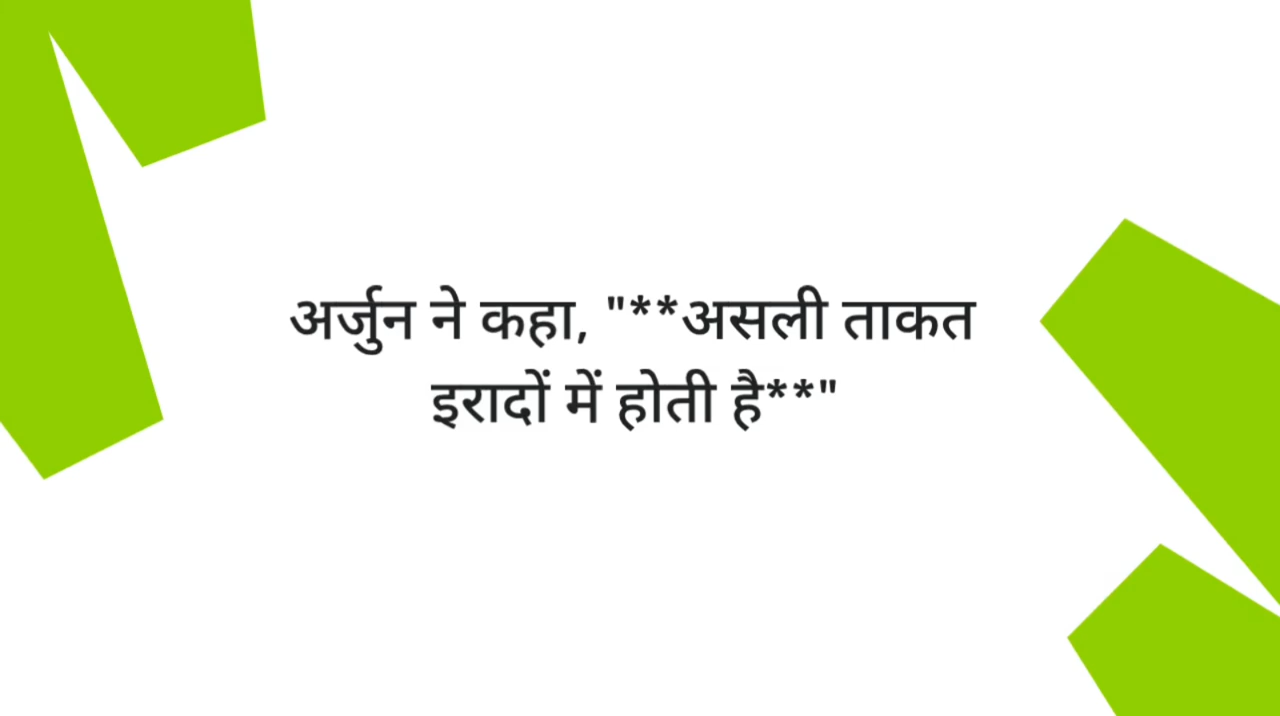 अर्जुन ने कहा, "**असली ताकत
इरादों में होती है**"